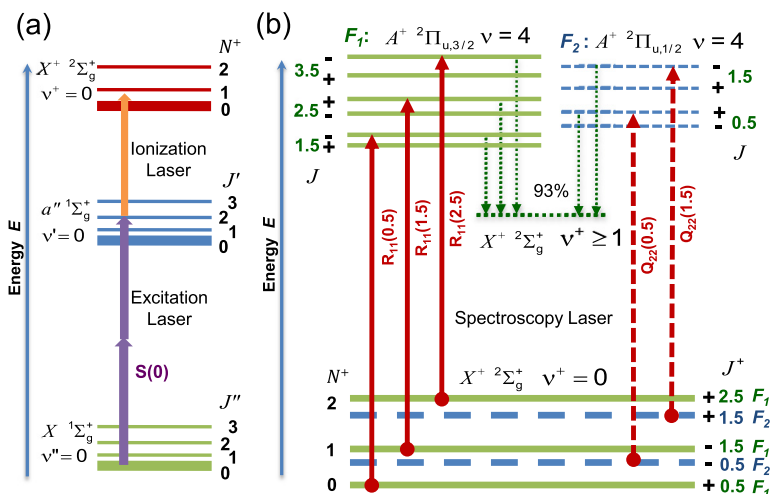 (a)
N⁺
X⁺ ²Σg⁺
2
ν⁺ = 0
1
0
Ionization
Laser
J'
a'' ¹Σg⁺
3
2
ν' = 0
1
0
Excitation
Laser
S(0)
J''
X ¹Σg⁺
3
2
ν'' = 0
1
0
Energy E
(b)
F₁: A⁺ ²Πu,3/2 ν = 4
F₂: A⁺ ²Πu,1/2 ν = 4
3.5 - +
2.5 + -
1.5 - +
J
- + 1.5
+ - 0.5
J
93%
X⁺ ²Σg⁺ ν⁺ ≥ 1
R₁₁(0.5)
R₁₁(1.5)
R₁₁(2.5)
Q₂₂(0.5)
Q₂₂(1.5)
Spectroscopy Laser
Energy E
N⁺
X⁺ ²Σg⁺ ν⁺ = 0
J⁺
2
+ 2.5 F₁
+ 1.5 F₂
1
- 1.5 F₁
- 0.5 F₂
0
+ 0.5 F₁